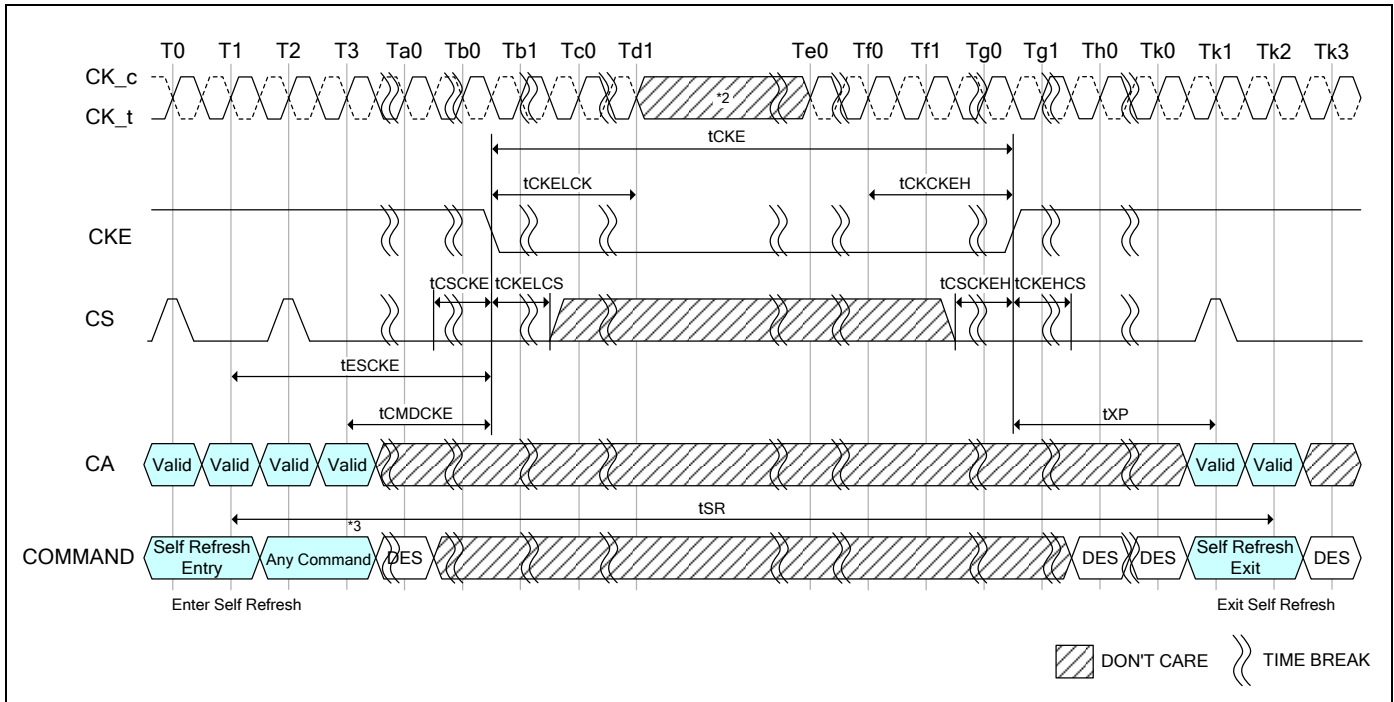 T0 T1 T2 T3 Ta0 Tb0 Tb1 Tc0 Td1 Te0 Tf0 Tf1 Tg0 Tg1 Th0 Tk0 Tk1 Tk2 Tk3
CK_c
CK_t
*2
tCKE
tCKELCK tCKCKEH
CKE
tCSCKE tCKELCS tCSCKEH tCKEHCS
CS
tESCKE
tCMDCKE tXP
CA Valid Valid Valid Valid Valid Valid
tSR
*3
COMMAND Self Refresh Entry Any Command DES DES DES Self Refresh Exit DES
Enter Self Refresh Exit Self Refresh
DON'T CARE TIME BREAK